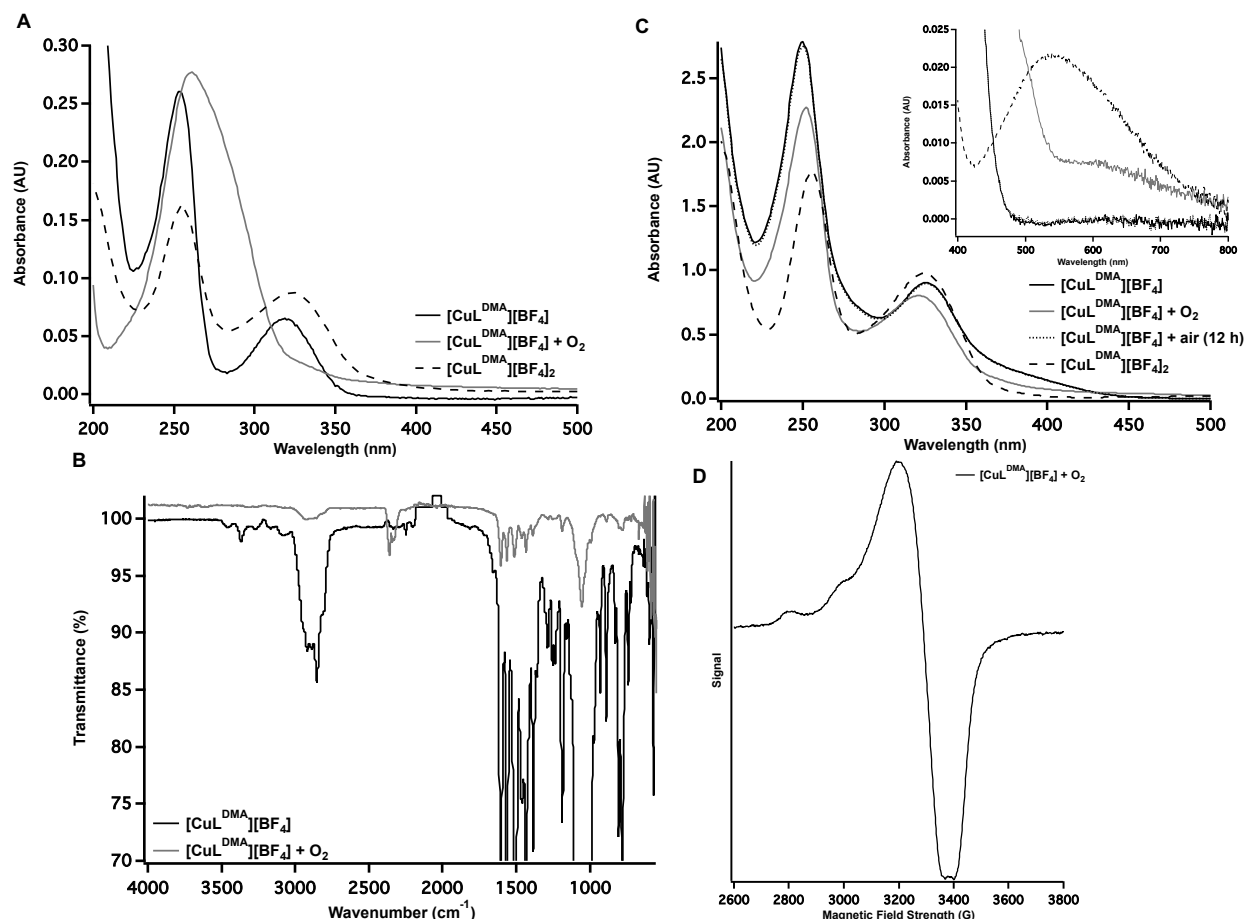 A
0.30
0.25
0.20
0.15
0.10
0.05
0.00
Absorbance (AU)
200 250 300 350 400 450 500
Wavelength (nm)
[CuL^DMA][BF₄]
[CuL^DMA][BF₄] + O₂
[CuL^DMA][BF₄]₂
C
2.5
2.0
1.5
1.0
0.5
0.0
Absorbance (AU)
200 250 300 350 400 450 500
Wavelength (nm)
0.025
0.020
0.015
0.010
0.005
0.000
Absorbance (AU)
400 500 600 700 800
Wavelength (nm)
[CuL^DMA][BF₄]
[CuL^DMA][BF₄] + O₂
[CuL^DMA][BF₄] + air (12 h)
[CuL^DMA][BF₄]₂
B
100
95
90
85
80
75
70
Transmittance (%)
4000 3500 3000 2500 2000 1500 1000
Wavenumber (cm⁻¹)
[CuL^DMA][BF₄]
[CuL^DMA][BF₄] + O₂
D
[CuL^DMA][BF₄] + O₂
Signal
2600 2800 3000 3200 3400 3600 3800
Magnetic Field Strength (G)